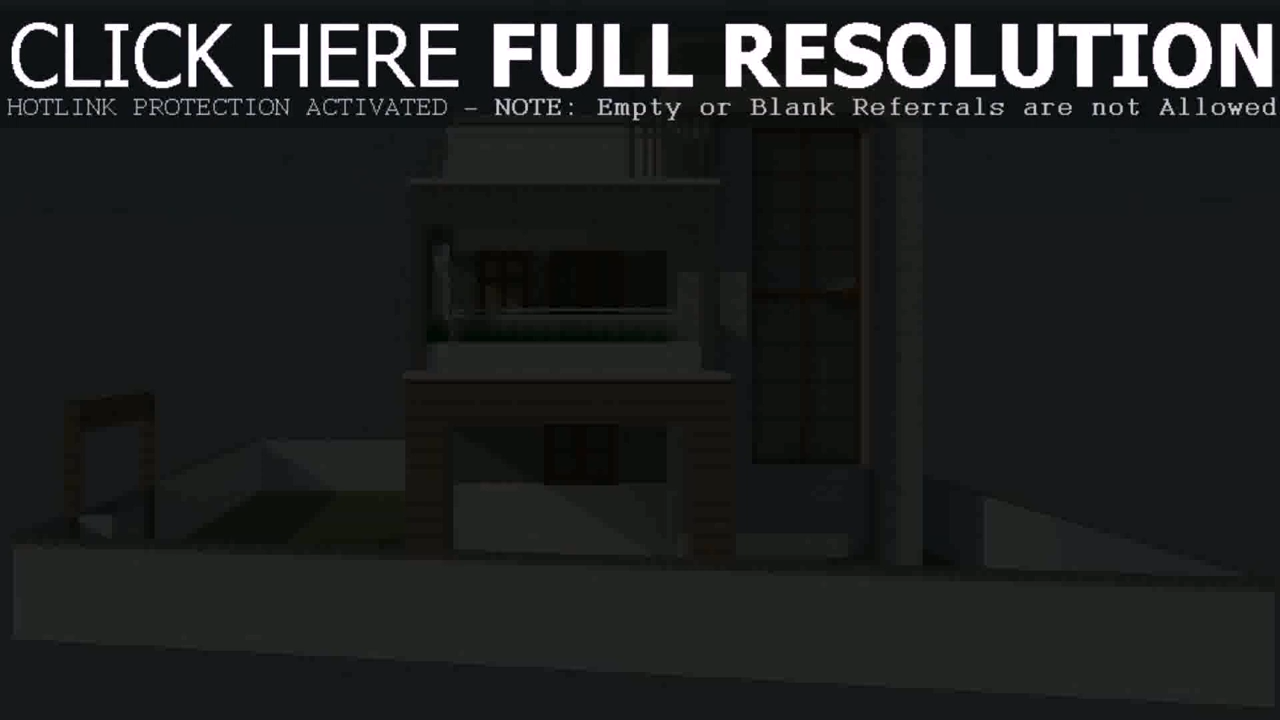 CLICK HERE FULL RESOLUTION
HOTLINK PROTECTION ACTIVATED - NOTE: Empty or Blank Referrals are not Allowed